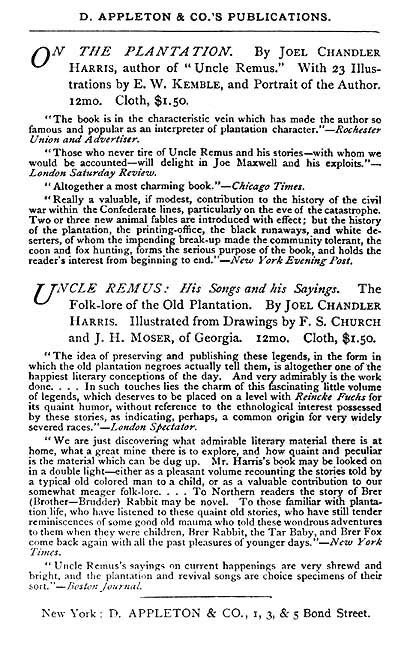 D. APPLETON & CO.'S PUBLICATIONS.
ON THE PLANTATION. By JOEL CHANDLER
HARRIS, author of "Uncle Remus." With 23 Illus-
trations by E. W. KEMBLE, and Portrait of the Author.
12mo. Cloth, $1.50.
"The book is in the characteristic vein which has made the author so
famous and popular as an interpreter of plantation character."—Rochester
Union and Advertiser.
"Those who never tire of Uncle Remus and his stories—with whom we
would be accounted—will delight in Joe Maxwell and his exploits."—
London Saturday Review.
"Altogether a most charming book."—Chicago Times.
"Really a valuable, if modest, contribution to the history of the civil
war within the Confederate lines, particularly on the eve of the catastrophe.
Two or three new animal fables are introduced with effect; but the history
of the plantation, the printing-office, the black runaways, and white de-
serters, of whom the impending break-up made the community tolerant, the
coon and fox hunting, forms the serious purpose of the book, and holds the
reader's interest from beginning to end."—New York Evening Post.
UNCLE REMUS: His Songs and his Sayings. The
Folk-lore of the Old Plantation. By JOEL CHANDLER
HARRIS. Illustrated from Drawings by F. S. CHURCH
and J. H. MOSER, of Georgia. 12mo. Cloth, $1.50.
"The idea of preserving and publishing these legends, in the form in
which the old plantation negroes actually tell them, is altogether one of the
happiest literary conceptions of the day. And very admirably is the work
done. . . . In such touches lies the charm of this fascinating little volume
of legends, which deserves to be placed on a level with Reincke Fuchs for
its quaint humor, without reference to the ethnological interest possessed
by these stories, as indicating, perhaps, a common origin for very widely
severed races."—London Spectator.
"We are just discovering what admirable literary material there is at
home, what a great mine there is to explore, and how quaint and peculiar
is the material which can be dug up. Mr. Harris's book may be looked on
in a double light—either as a pleasant volume recounting the stories told by
a typical old colored man to a child, or as a valuable contribution to our
somewhat meager folk-lore. . . . To Northern readers the story of Brer
(Brother—Brudder) Rabbit may be novel. To those familiar with planta-
tion life, who have listened to these quaint old stories, who have still tender
reminiscences of some good old mauma who told these wondrous adventures
to them when they were children, Brer Rabbit, the Tar Baby, and Brer Fox
come back again with all the past pleasures of younger days."—New York
Times.
"Uncle Remus's sayings on current happenings are very shrewd and
bright, and the plantation and revival songs are choice specimens of their
sort."—Boston Journal.
New York: D. APPLETON & CO., 1, 3, & 5 Bond Street.